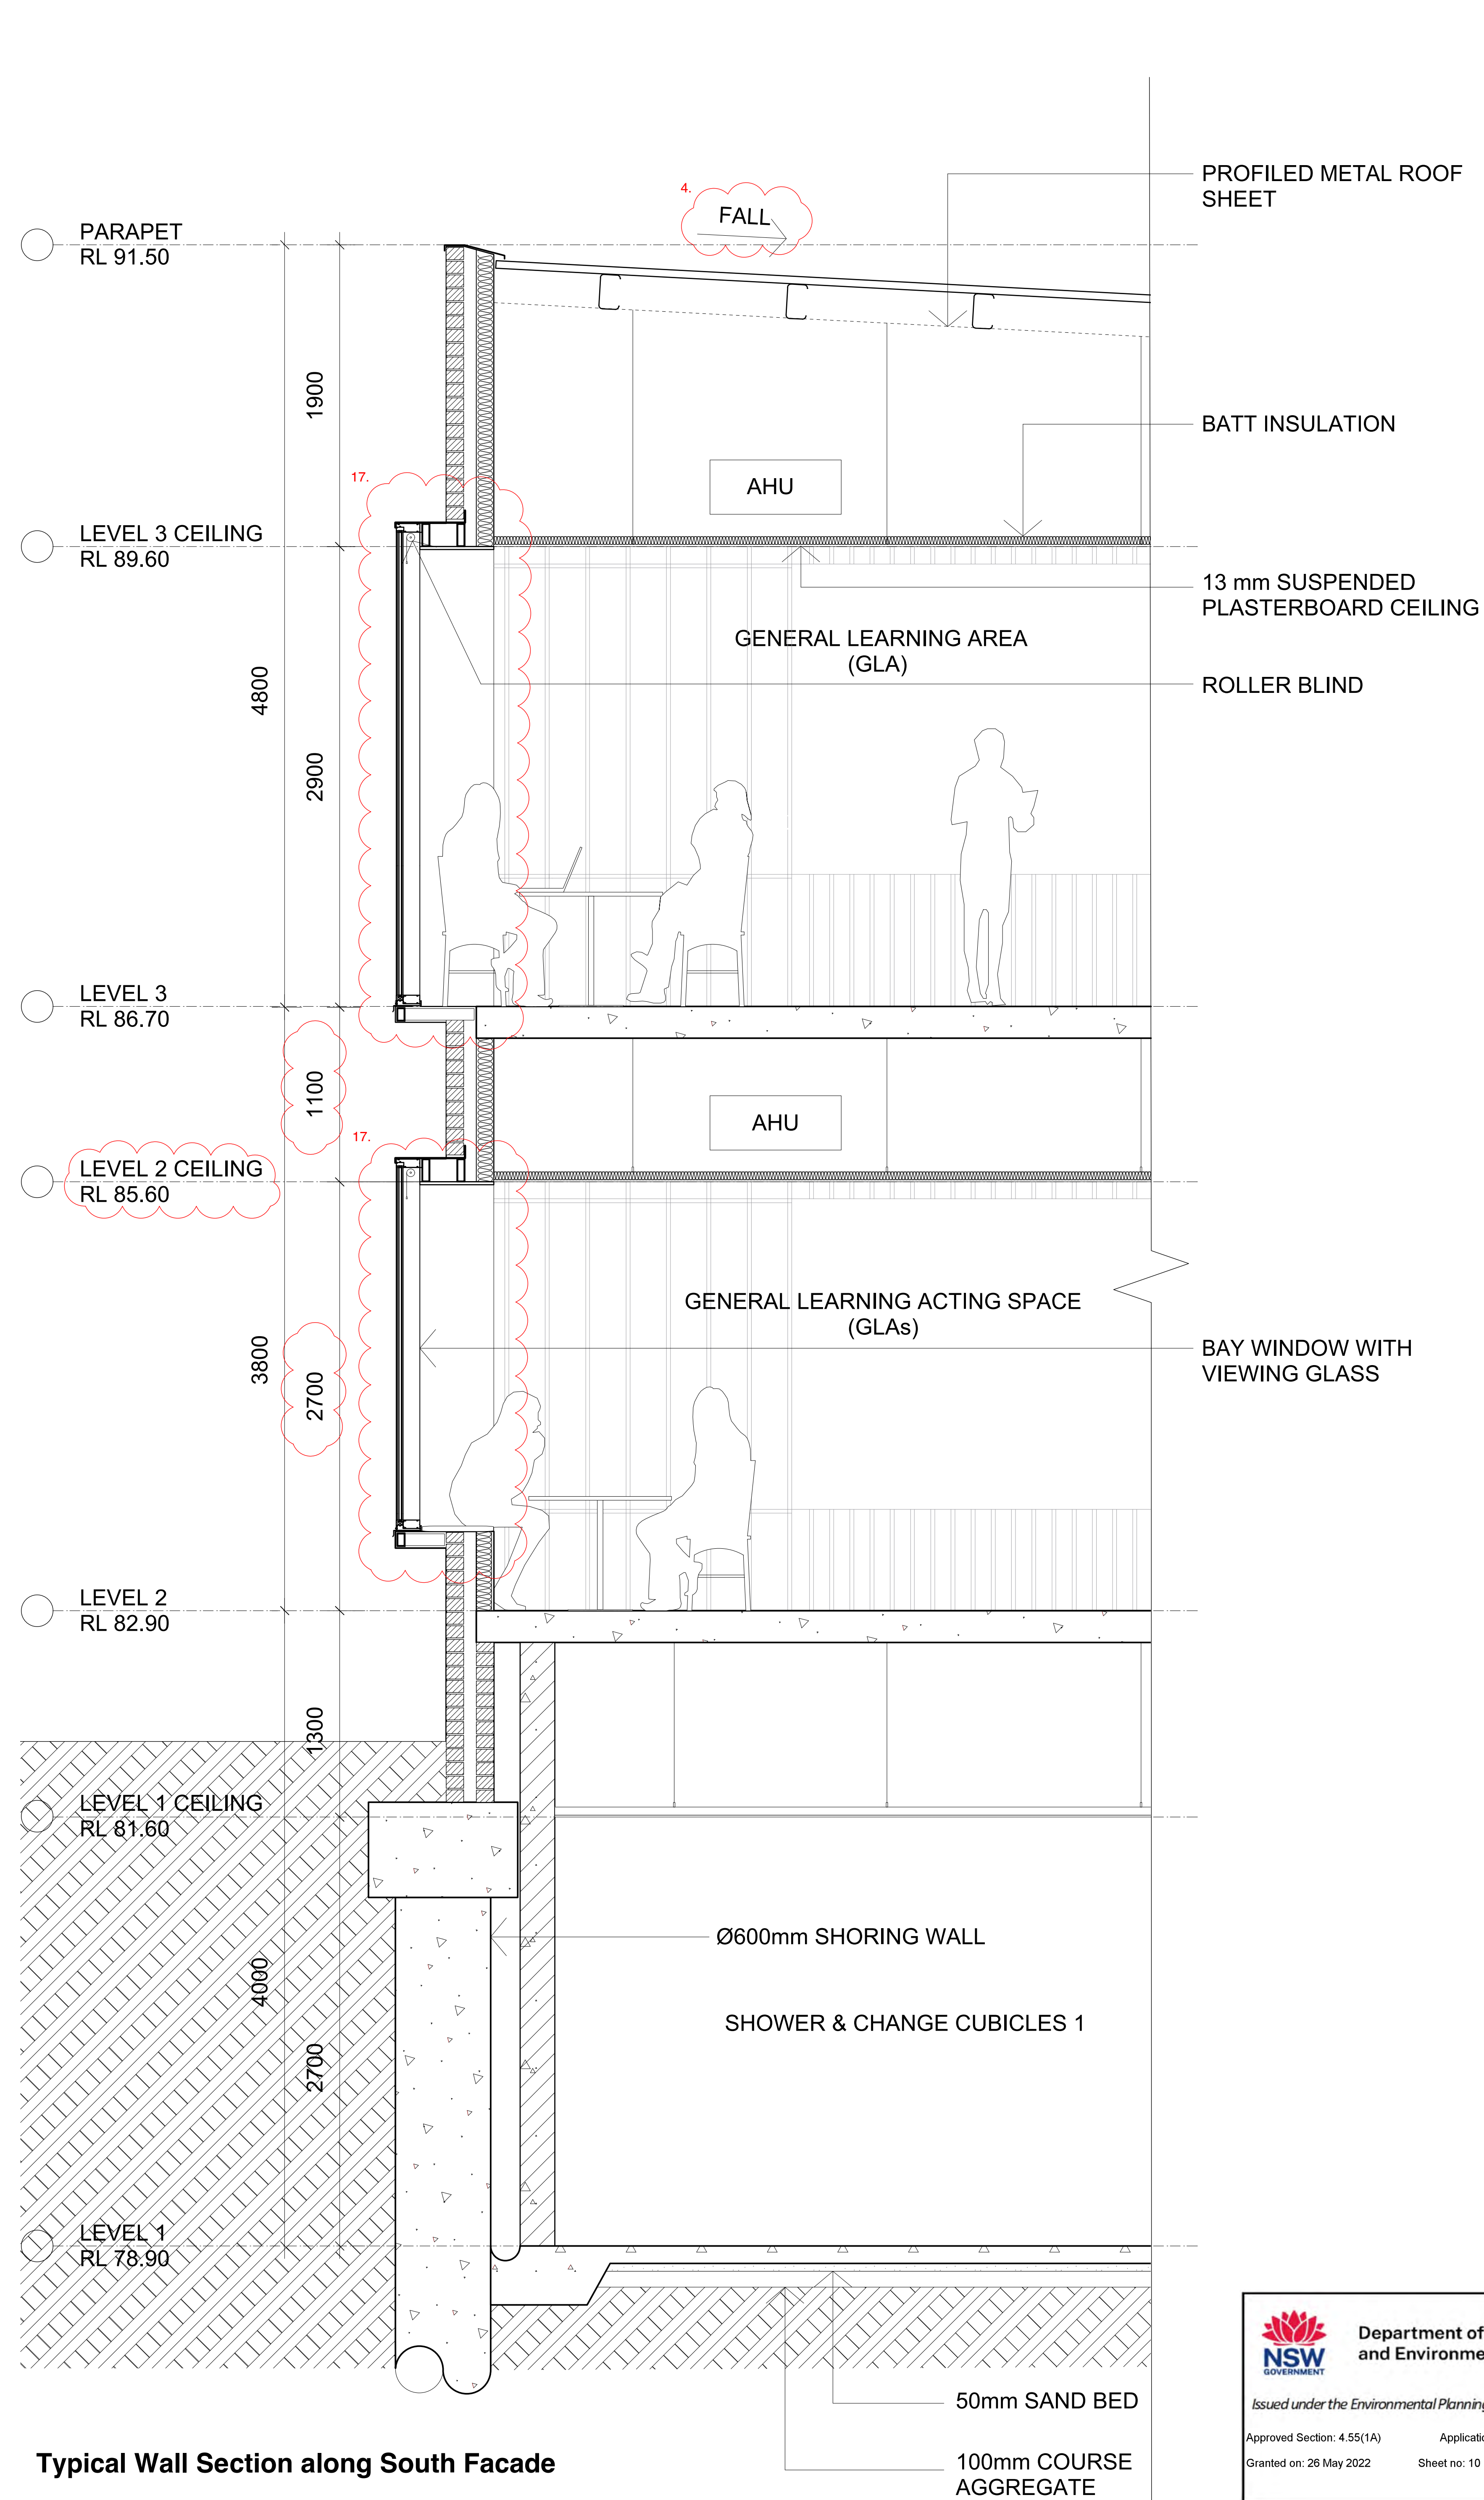 4.
FALL
PROFILED METAL ROOF
SHEET
PARAPET
RL 91.50
1900
BATT INSULATION
AHU
17.
LEVEL 3 CEILING
RL 89.60
13 mm SUSPENDED
PLASTERBOARD CEILING
GENERAL LEARNING AREA
(GLA)
ROLLER BLIND
4800
2900
LEVEL 3
RL 86.70
1100
AHU
17.
LEVEL 2 CEILING
RL 85.60
GENERAL LEARNING ACTING SPACE
(GLAs)
BAY WINDOW WITH
VIEWING GLASS
3800
2700
LEVEL 2
RL 82.90
1300
LEVEL 1 CEILING
RL 81.60
Ø600mm SHORING WALL
4000
SHOWER & CHANGE CUBICLES 1
2700
LEVEL 1
RL 78.90
50mm SAND BED
100mm COURSE
AGGREGATE
Typical Wall Section along South Facade
NSW
GOVERNMENT
Department of
and Environme
Issued under the Environmental Planning
Approved Section: 4.55(1A) Applicatio
Granted on: 26 May 2022 Sheet no: 10